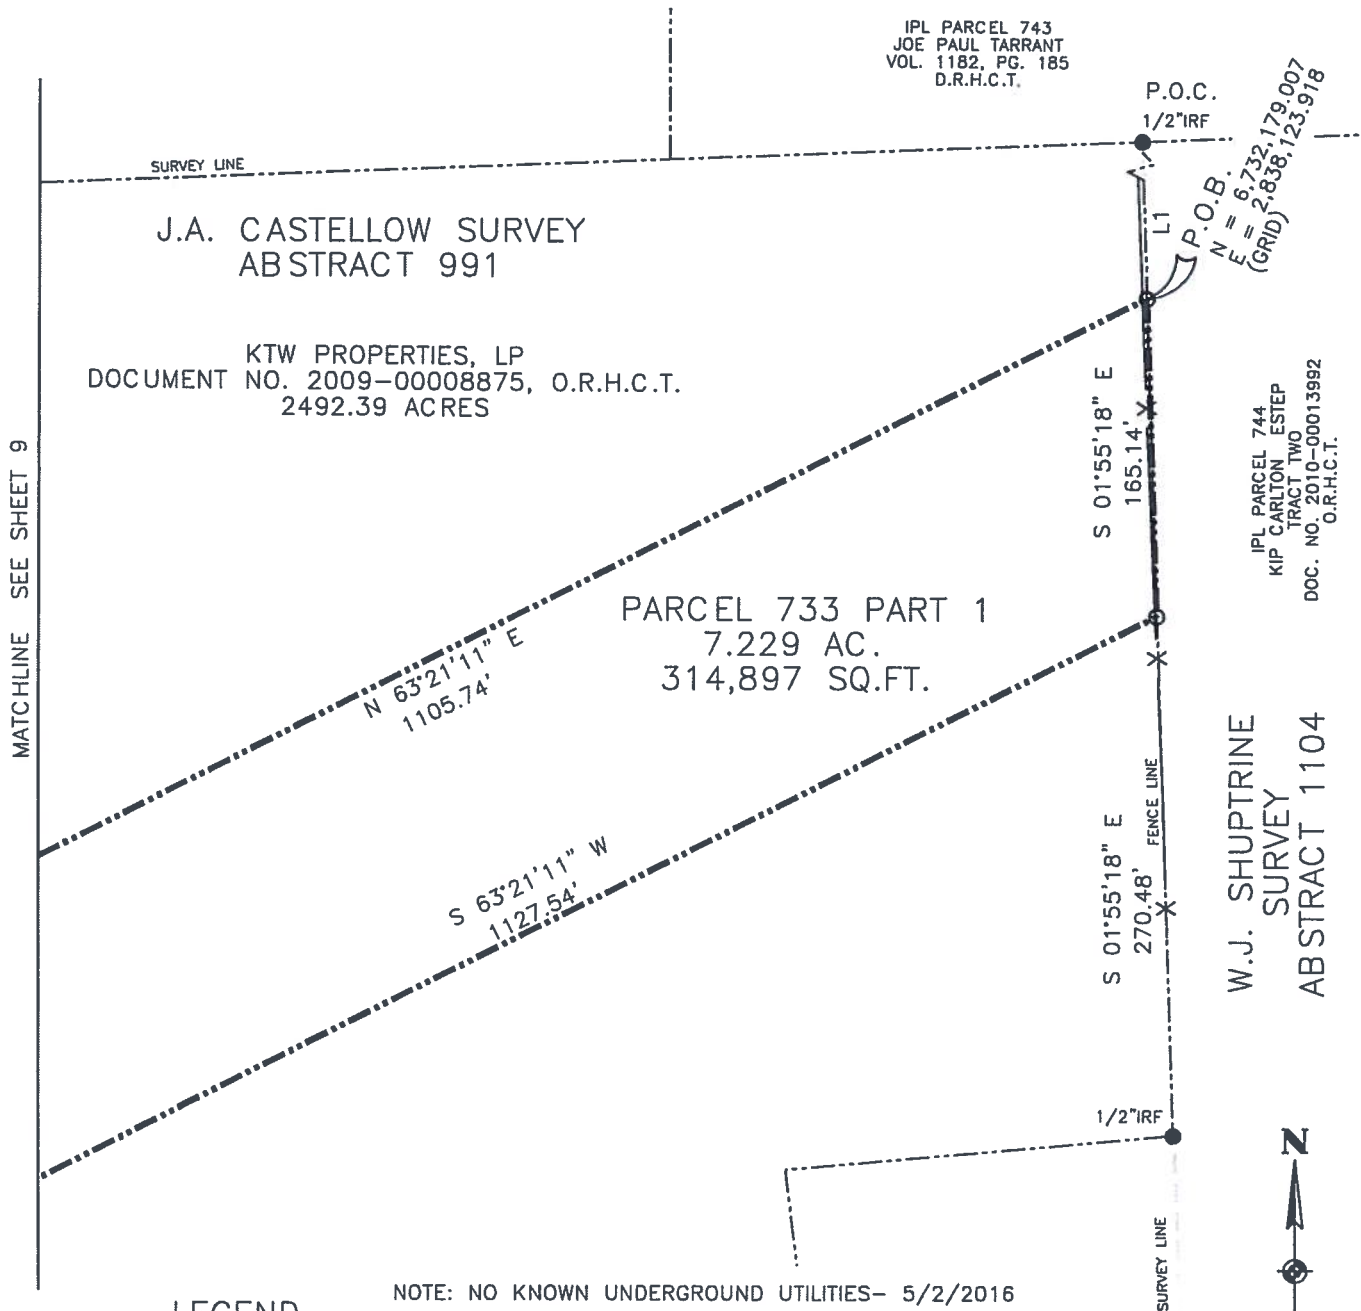 IPL PARCEL 743
JOE PAUL TARRANT
VOL. 1182, PG. 185
D.R.H.C.T.
P.O.C.
1/2"IRF
P.O.B.
N = 6,732,179.007
E = 2,838,123.918
(GRID)
SURVEY LINE
L1
J.A. CASTELLOW SURVEY
ABSTRACT 991
KTW PROPERTIES, LP
DOCUMENT NO. 2009-00008875, O.R.H.C.T.
2492.39 ACRES
S 01°55'18" E
165.14'
IPL PARCEL 744
KIP CARLTON ESTEP
TRACT TWO
DOC. NO. 2010-00013992
O.R.H.C.T.
MATCHLINE SEE SHEET 9
PARCEL 733 PART 1
7.229 AC.
314,897 SQ.FT.
N 63°21'11" E
1105.74'
S 63°21'11" W
1127.54'
FENCE LINE
S 01°55'18" E
270.48'
W.J. SHUPTRINE
SURVEY
ABSTRACT 1104
1/2"IRF
N
SURVEY LINE
NOTE: NO KNOWN UNDERGROUND UTILITIES- 5/2/2016
LEGEND